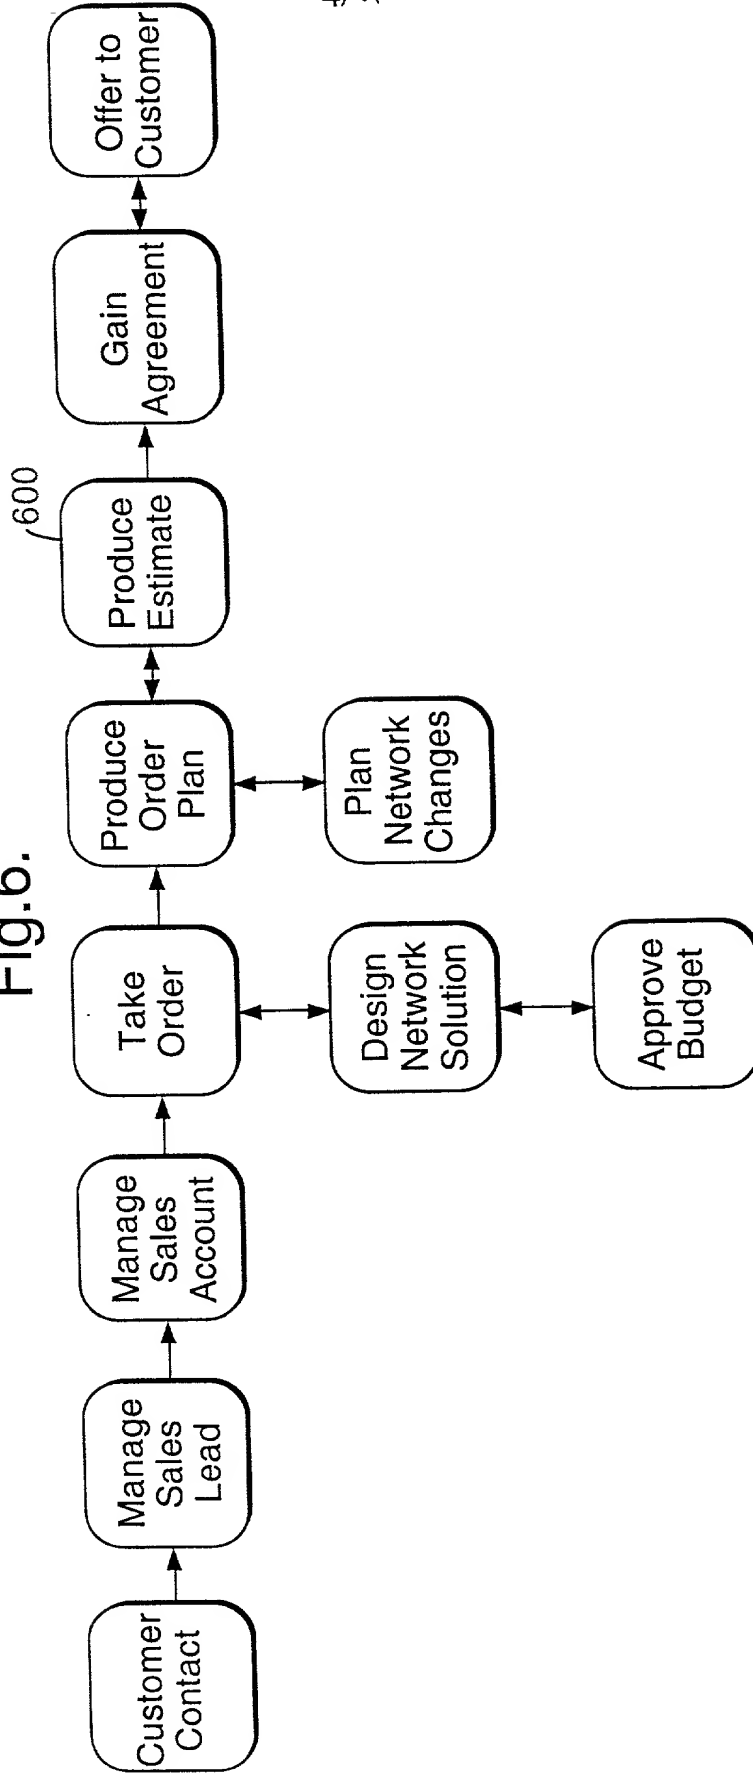 Fig.6.
Customer
Contact
Manage
Sales
Lead
Manage
Sales
Account
Take
Order
Produce
Order
Plan
600
Produce
Estimate
Gain
Agreement
Offer to
Customer
Design
Network
Solution
Plan
Network
Changes
Approve
Budget